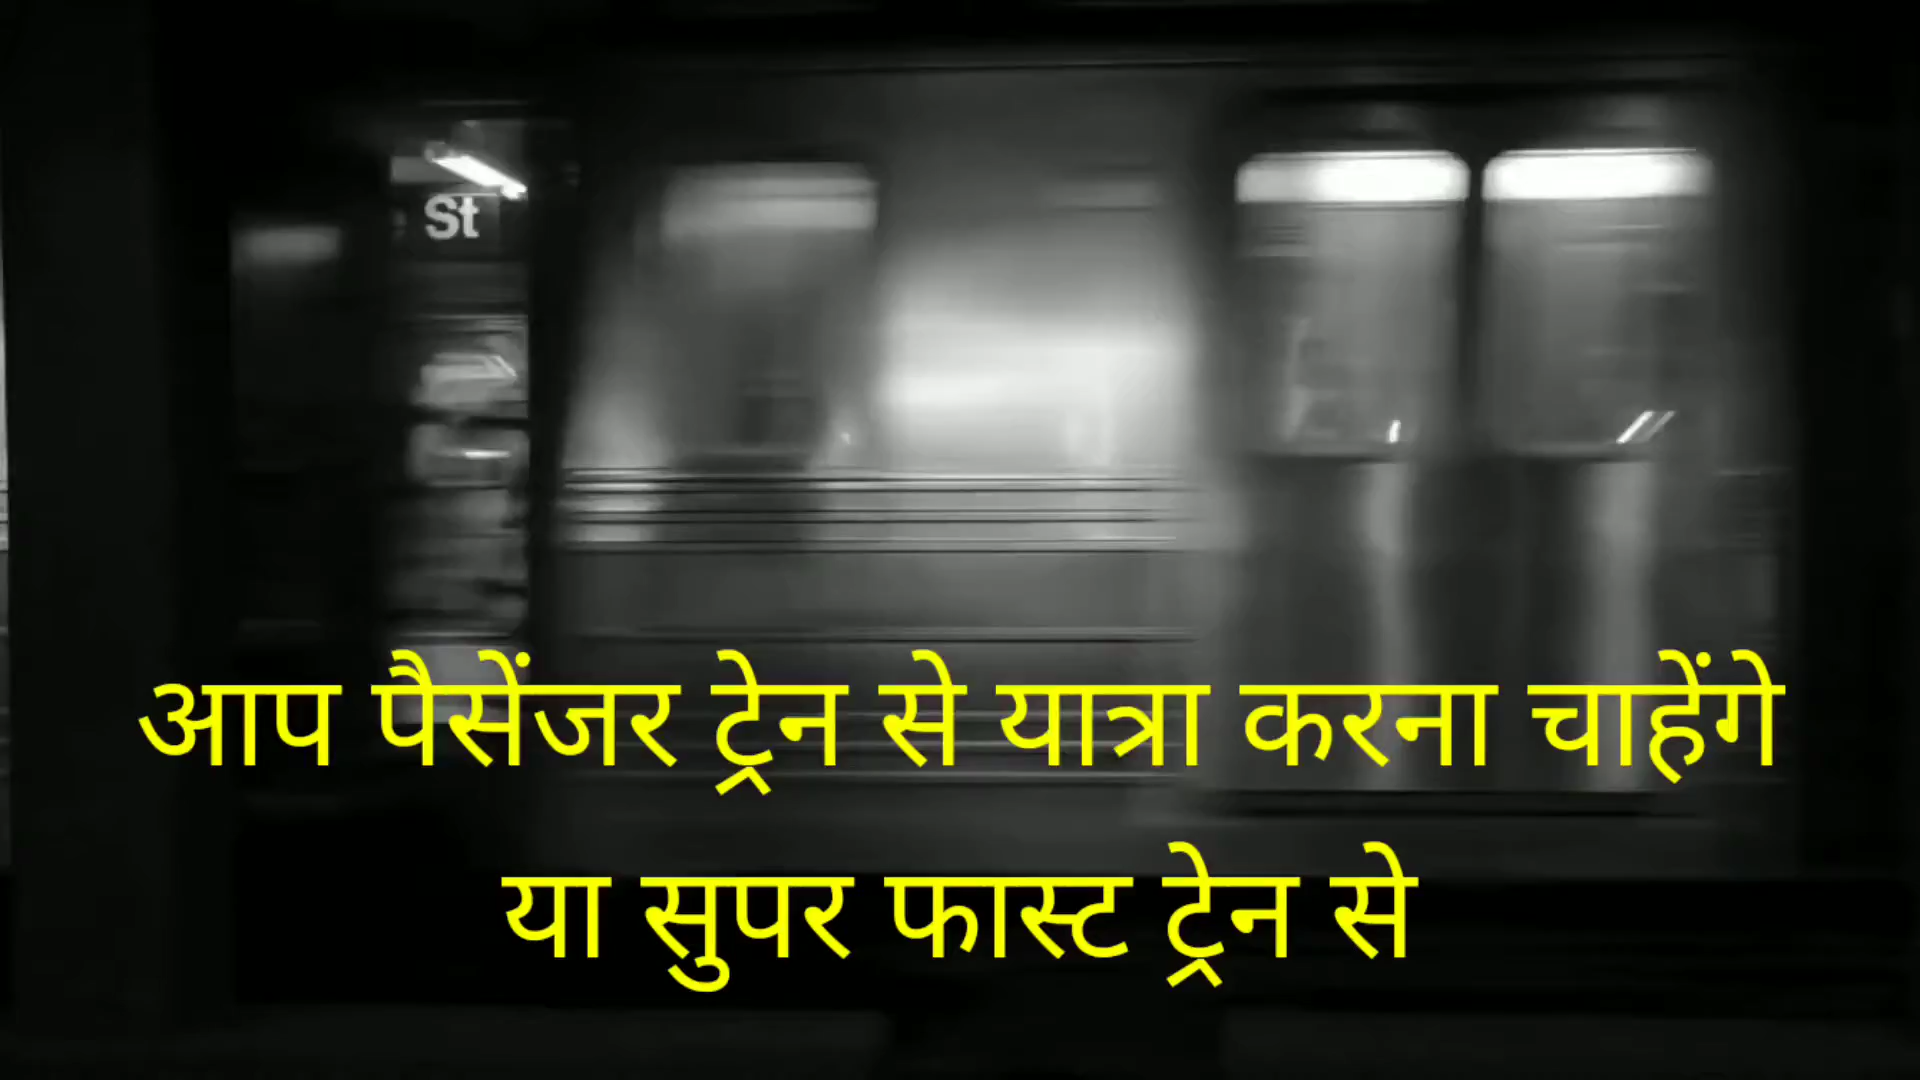 St
आप पैसेंजर ट्रेन से यात्रा करना चाहेंगे
या सुपर फास्ट ट्रेन से